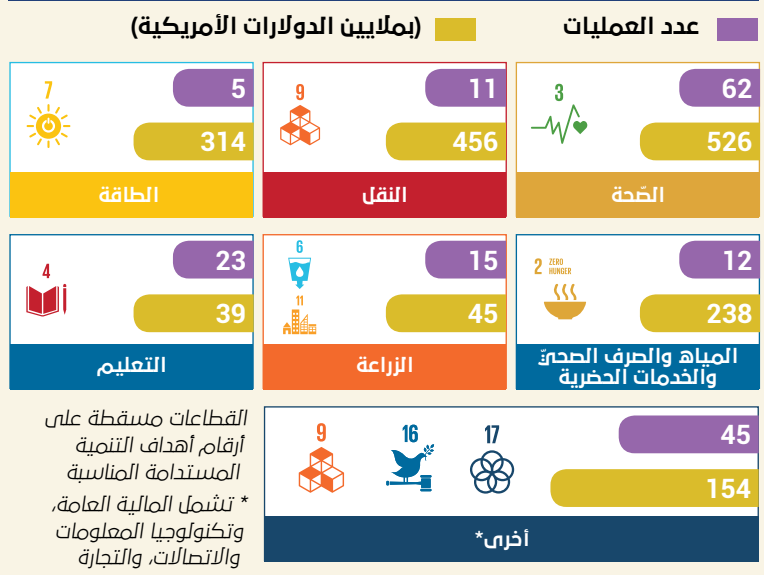 عدد العمليات
(بملايين الدولارات الأمريكية)
62
3
526
الصّحة
11
9
456
النقل
5
7
314
الطاقة
12
2 ZERO
HUNGER
238
المياه والصرف الصحيّ
والخدمات الحضرية
15
6
11
45
الزراعة
23
4
39
التعليم
45
17
16
9
154
أخرى*
القطاعات مسقطة على
أرقام أهداف التنمية
المستدامة المناسبة
* تشمل المالية العامة،
وتكنولوجيا المعلومات
والاتصالات، والتجارة